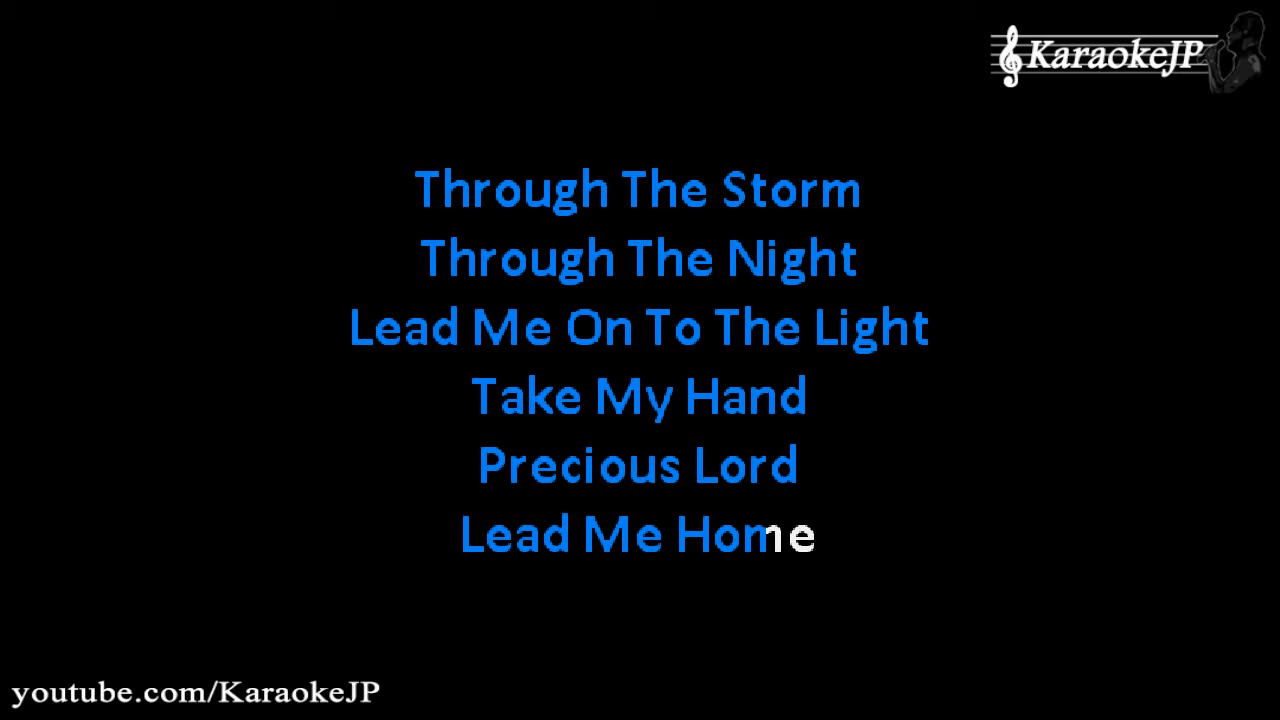 KaraokeJP
Through The Storm
Through The Night
Lead Me On To The Light
Take My Hand
Precious Lord
Lead Me Home
youtube.com/KaraokeJP